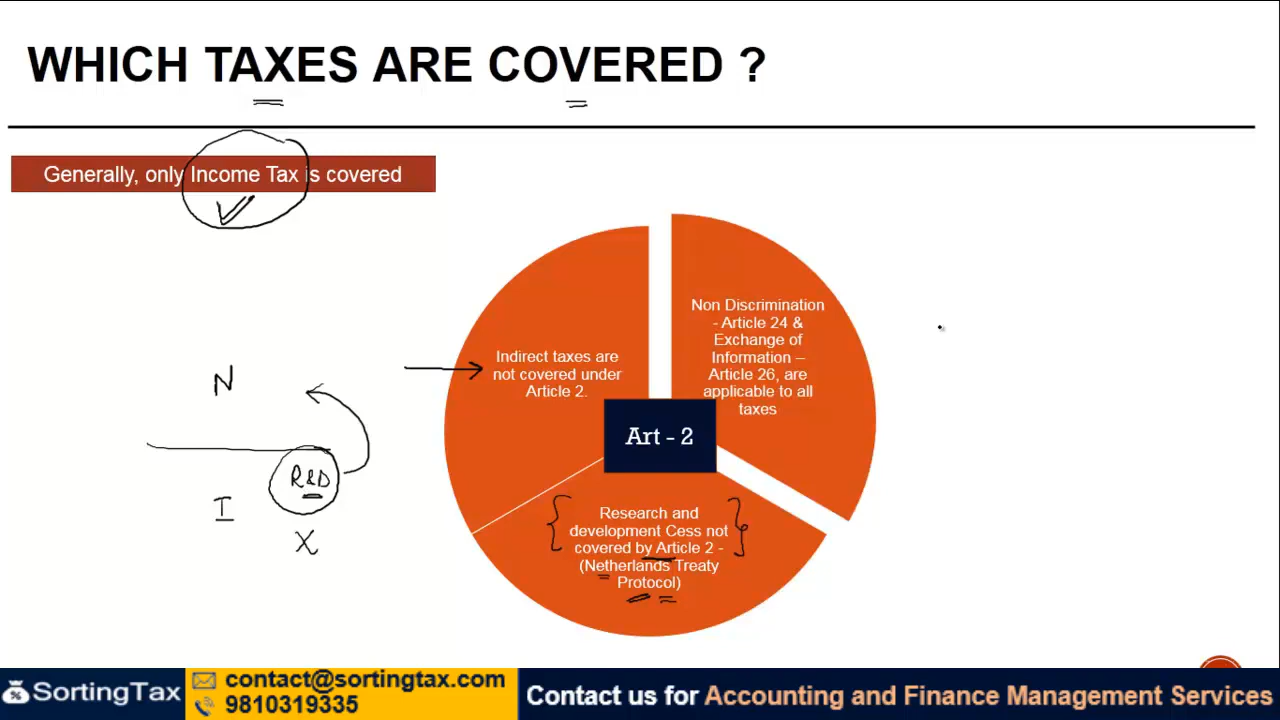 WHICH TAXES ARE COVERED ?
Generally, only Income Tax is covered
Non Discrimination
- Article 24 &
Exchange of
Information –
Article 26, are
applicable to all
taxes
Indirect taxes are
not covered under
Article 2.
Art - 2
Research and
development Cess not
covered by Article 2 -
(Netherlands Treaty
Protocol)
N
R&D
I
X
SortingTax
contact@sortingtax.com
9810319335
Contact us for Accounting and Finance Management Services